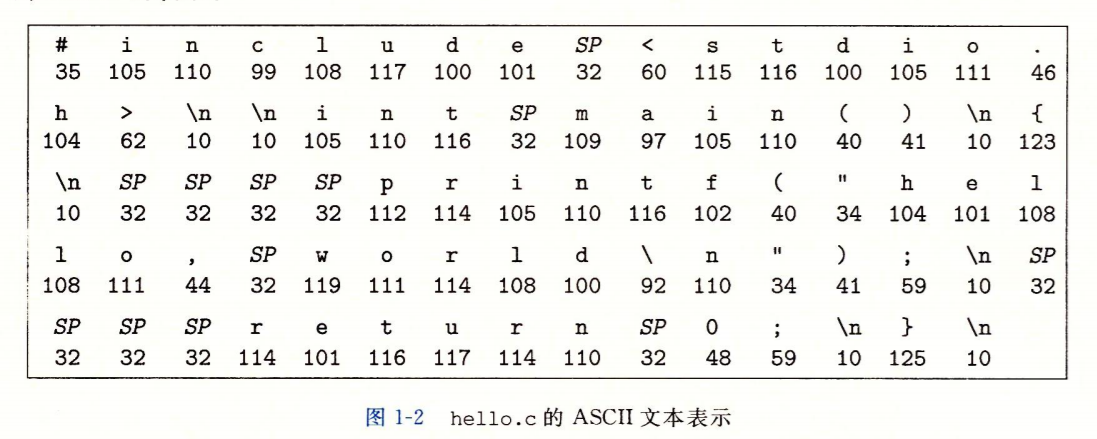 # i n c l u d e SP < s t d i o .
35 105 110 99 108 117 100 101 32 60 115 116 100 105 111 46
h > \n \n i n t SP m a i n ( ) \n {
104 62 10 10 105 110 116 32 109 97 105 110 40 41 10 123
\n SP SP SP SP p r i n t f ( " h e l
10 32 32 32 32 112 114 105 110 116 102 40 34 104 101 108
l o , SP w o r l d \ n " ) ; \n SP
108 111 44 32 119 111 114 108 100 92 110 34 41 59 10 32
SP SP SP r e t u r n SP 0 ; \n } \n
32 32 32 114 101 116 117 114 110 32 48 59 10 125 10
图 1-2 hello.c 的 ASCII 文本表示